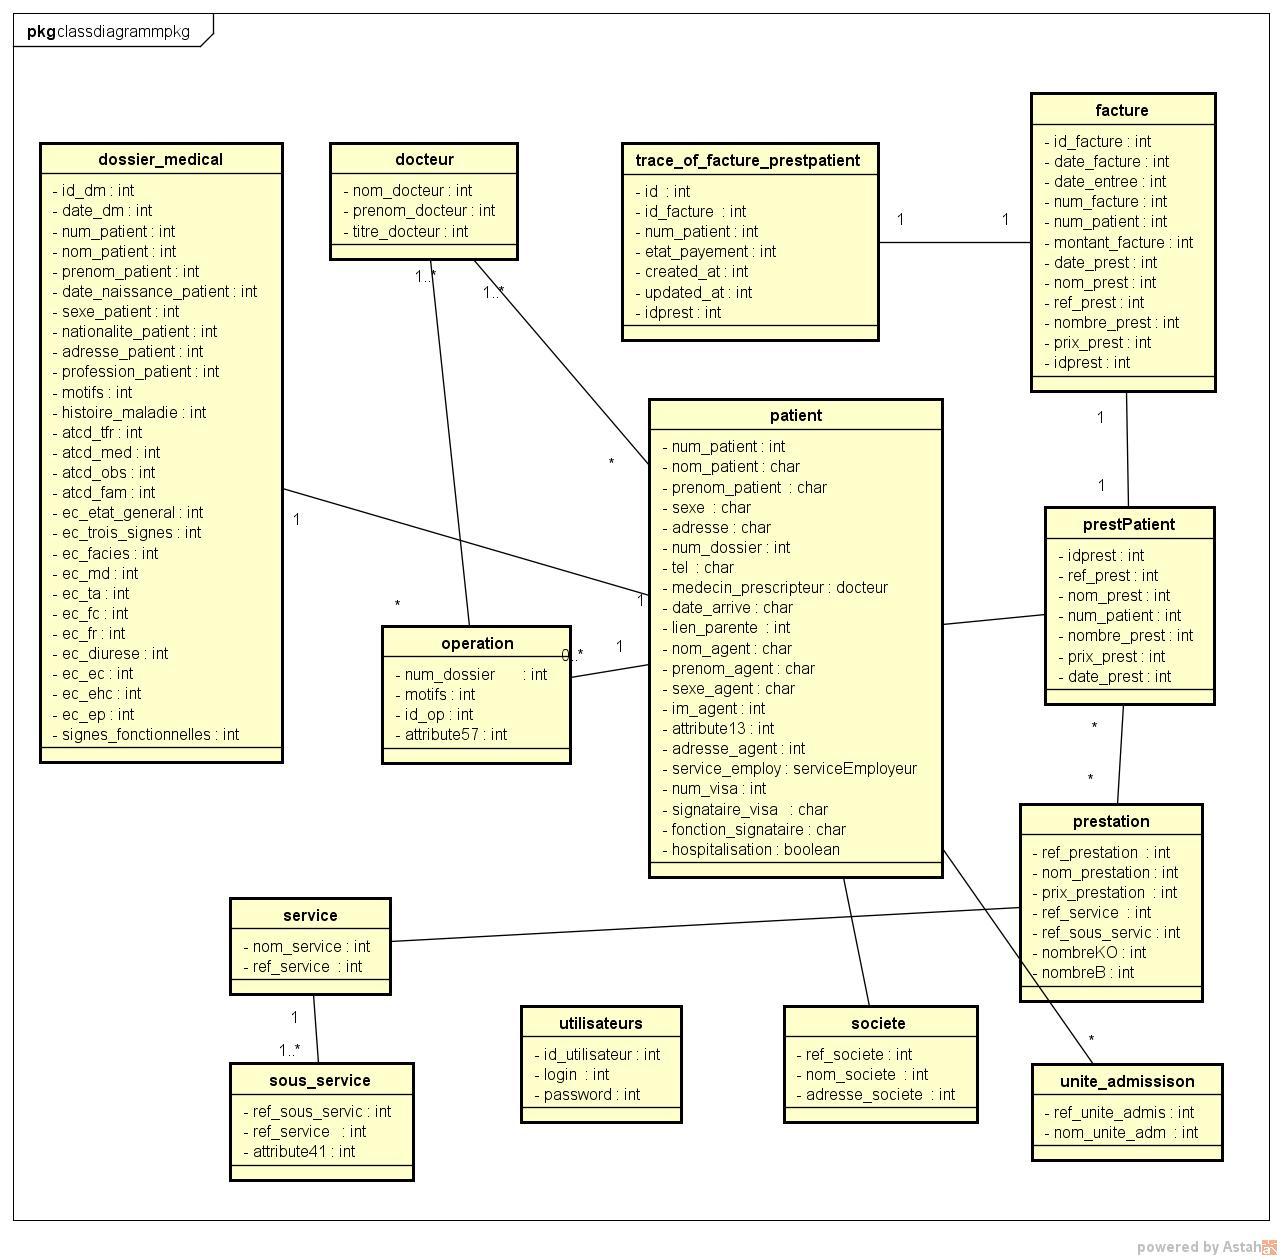 pkgclassdiagrammpkg
dossier_medical
- id_dm : int
- date_dm : int
- num_patient : int
- nom_patient : int
- prenom_patient : int
- date_naissance_patient : int
- sexe_patient : int
- nationalite_patient : int
- adresse_patient : int
- profession_patient : int
- motifs : int
- histoire_maladie : int
- atcd_tfr : int
- atcd_med : int
- atcd_obs : int
- atcd_fam : int
- ec_etat_general : int
- ec_trois_signes : int
- ec_facies : int
- ec_md : int
- ec_ta : int
- ec_fc : int
- ec_fr : int
- ec_diurese : int
- ec_ec : int
- ec_ehc : int
- ec_ep : int
- signes_fonctionnelles : int
docteur
- nom_docteur : int
- prenom_docteur : int
- titre_docteur : int
1..*
1..*
trace_of_facture_prestpatient
- id : int
- id_facture : int
- num_patient : int
- etat_payement : int
- created_at : int
- updated_at : int
- idprest : int
1
1
facture
- id_facture : int
- date_facture : int
- date_entree : int
- num_facture : int
- num_patient : int
- montant_facture : int
- date_prest : int
- nom_prest : int
- ref_prest : int
- nombre_prest : int
- prix_prest : int
- idprest : int
1
1
patient
- num_patient : int
- nom_patient : char
- prenom_patient : char
- sexe : char
- adresse : char
- num_dossier : int
- tel : char
- medecin_prescripteur : docteur
- date_arrive : char
- lien_parente : int
- nom_agent : char
- prenom_agent : char
- sexe_agent : char
- im_agent : int
- attribute13 : int
- adresse_agent : int
- service_employ : serviceEmployeur
- num_visa : int
- signataire_visa : char
- fonction_signataire : char
- hospitalisation : boolean
*
1
1
*
1
0..*
operation
- num_dossier : int
- motifs : int
- id_op : int
- attribute57 : int
prestPatient
- idprest : int
- ref_prest : int
- nom_prest : int
- num_patient : int
- nombre_prest : int
- prix_prest : int
- date_prest : int
*
*
prestation
- ref_prestation : int
- nom_prestation : int
- prix_prestation : int
- ref_service : int
- ref_sous_servic : int
- nombreKO : int
- nombreB : int
service
- nom_service : int
- ref_service : int
1
1..*
sous_service
- ref_sous_servic : int
- ref_service : int
- attribute41 : int
utilisateurs
- id_utilisateur : int
- login : int
- password : int
societe
- ref_societe : int
- nom_societe : int
- adresse_societe : int
*
unite_admissison
- ref_unite_admis : int
- nom_unite_adm : int
powered by Astah